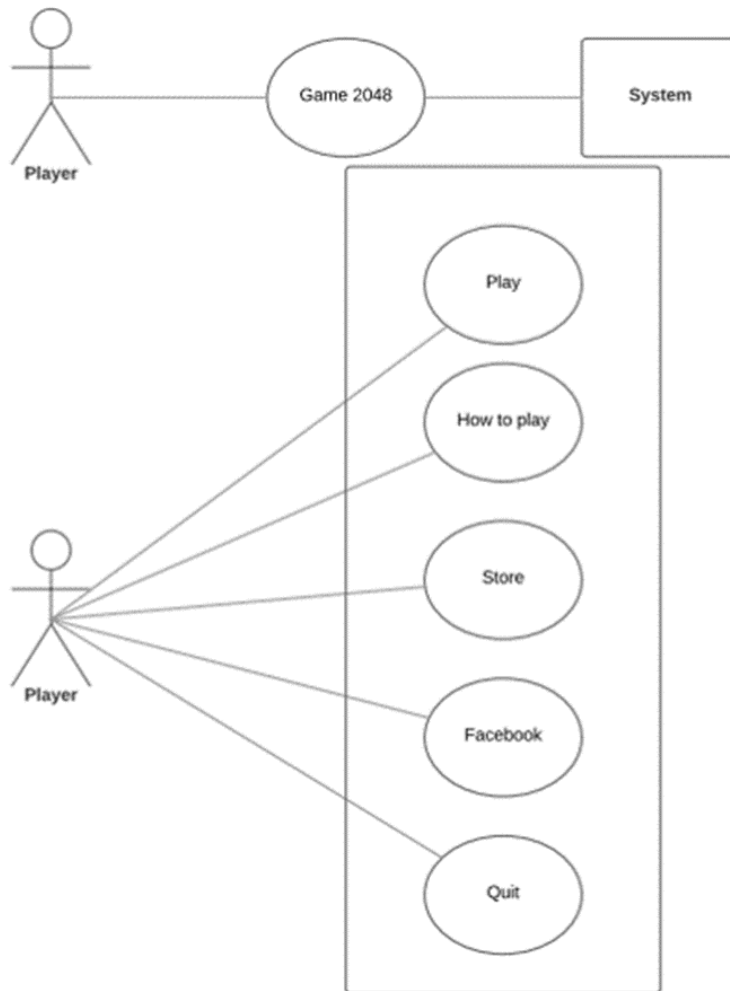 Game 2048
System
Player
Play
How to play
Store
Player
Facebook
Quit